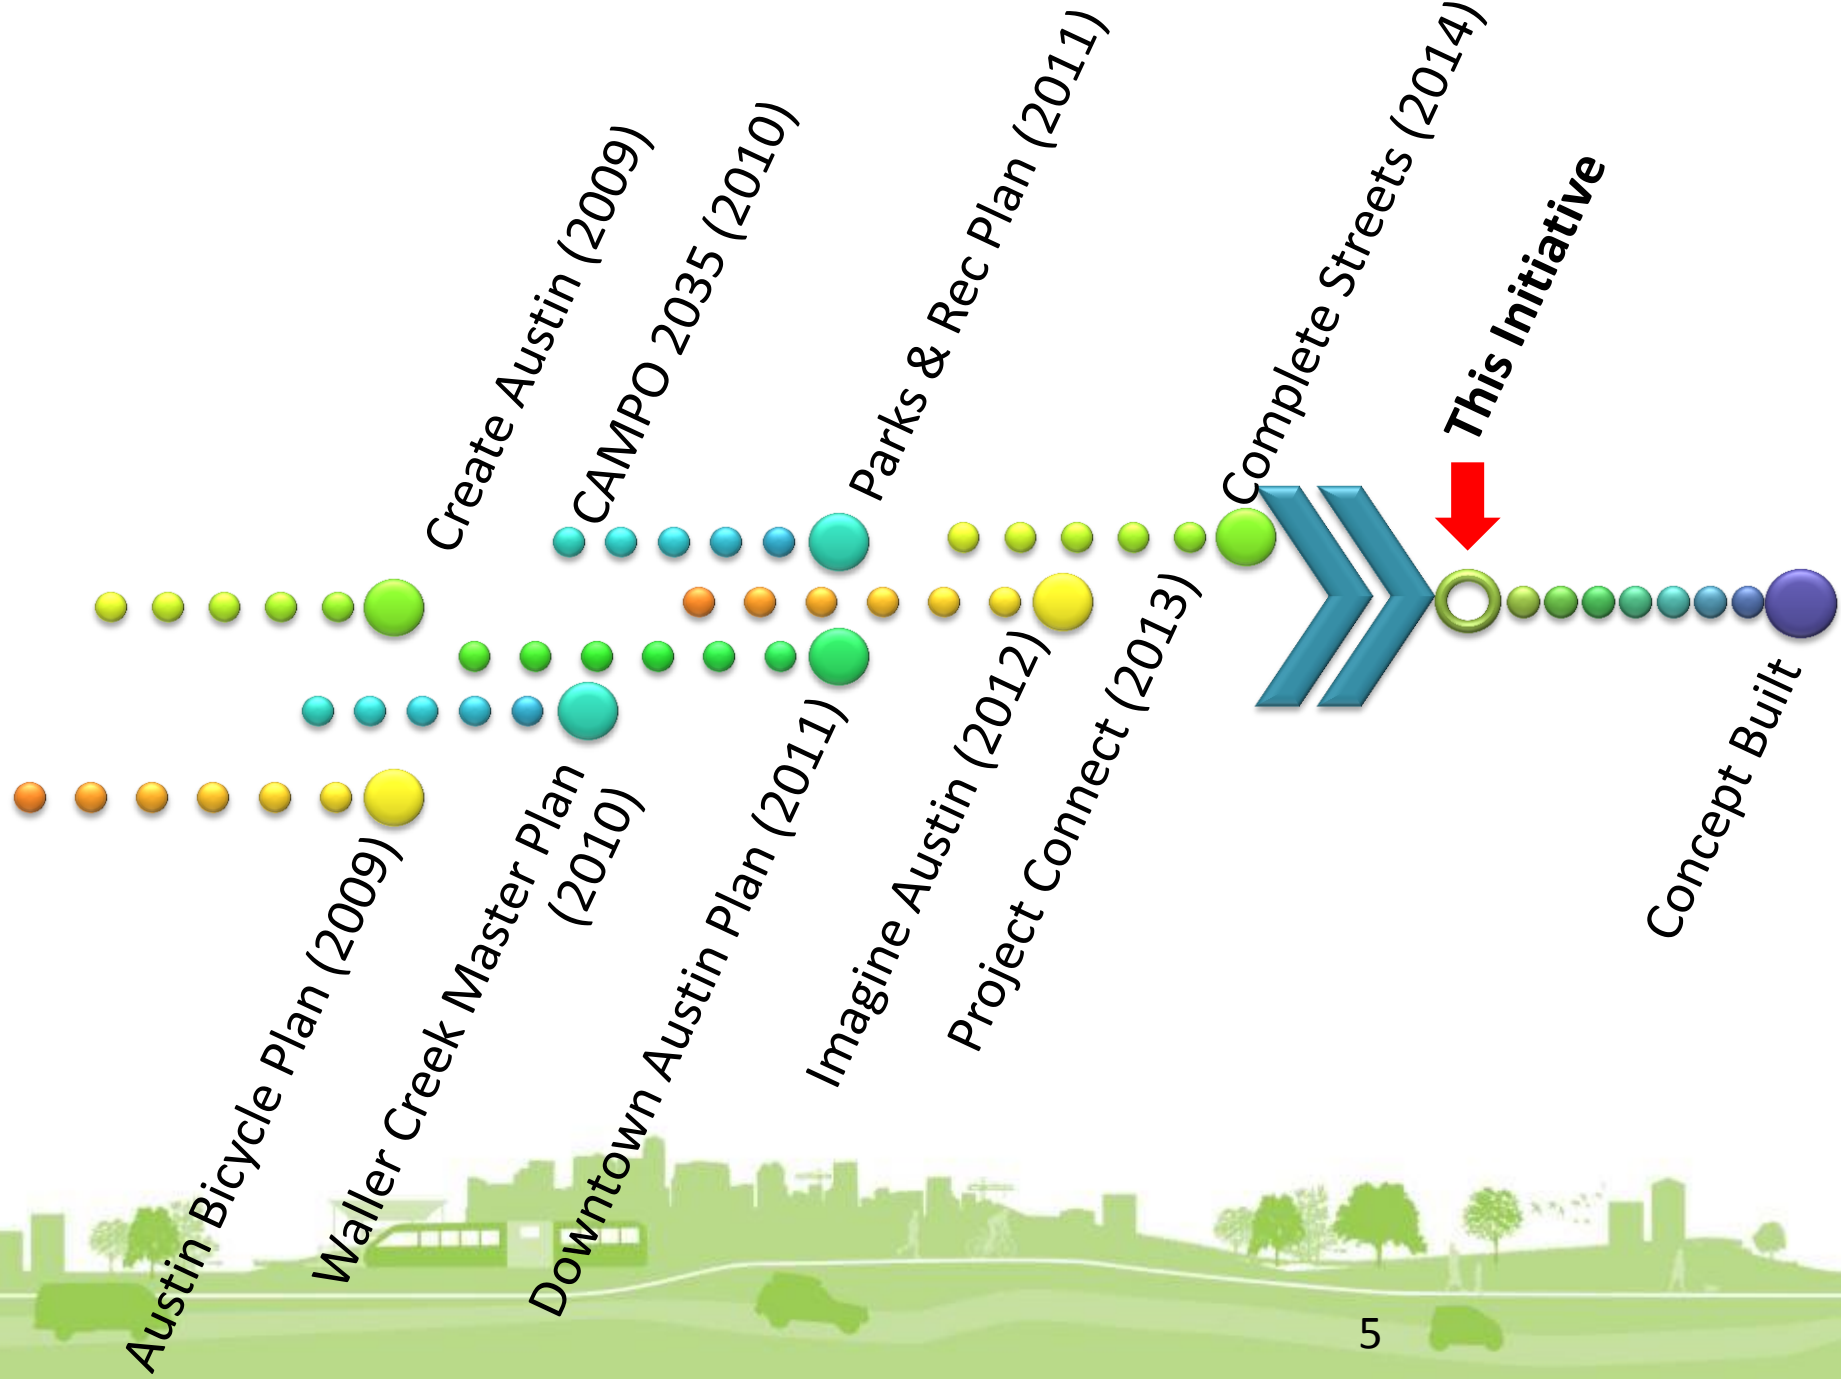 Create Austin (2009)
CAMPO 2035 (2010)
Parks & Rec Plan (2011)
Complete Streets (2014)
This Initiative
Austin Bicycle Plan (2009)
Waller Creek Master Plan
(2010)
Downtown Austin Plan (2011)
Imagine Austin (2012)
Project Connect (2013)
Concept Built
5